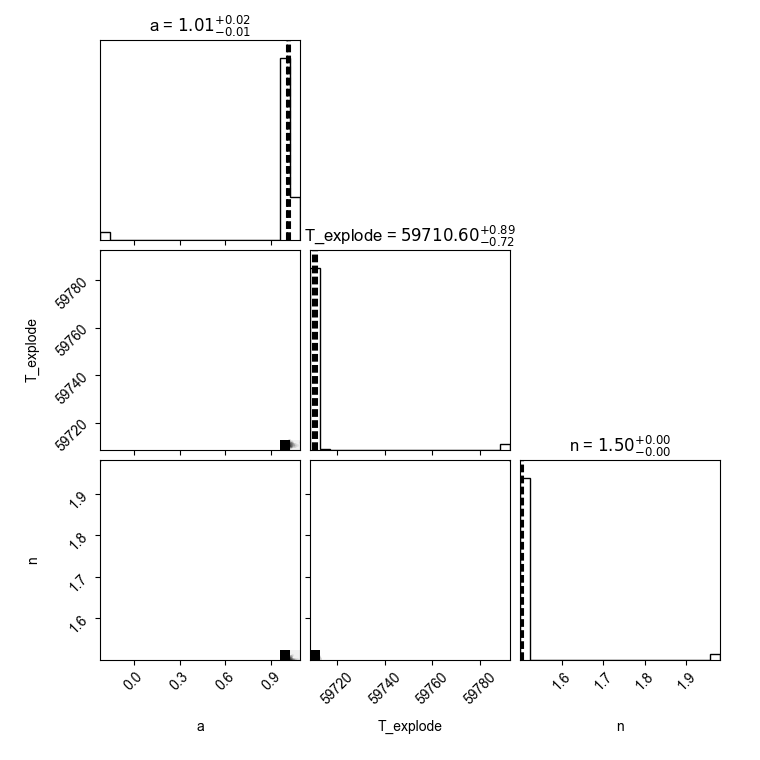 a = 1.01+0.02 −0.01
T_explode = 59710.60+0.89 −0.72
59780
59760
59740
59720
T_explode
n = 1.50+0.00 −0.00
1.9
1.8
1.7
1.6
n
0.0 0.3 0.6 0.9
59720 59740 59760 59780
1.6 1.7 1.8 1.9
a
T_explode
n